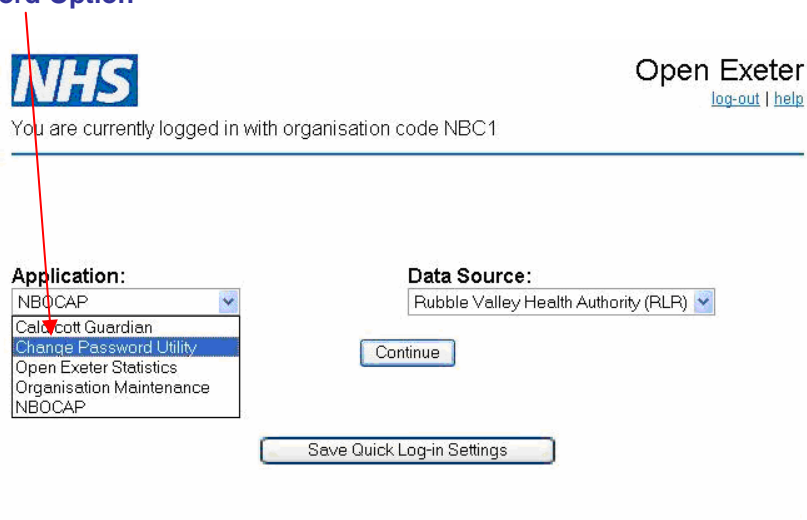 Option
NHS
Open Exeter
log-out | help
You are currently logged in with organisation code NBC1
Application:
Data Source:
NBOCAP
Rubble Valley Health Authority (RLR)
Caldicott Guardian
Change Password Utility
Open Exeter Statistics
Organisation Maintenance
NBOCAP
Continue
Save Quick Log-in Settings